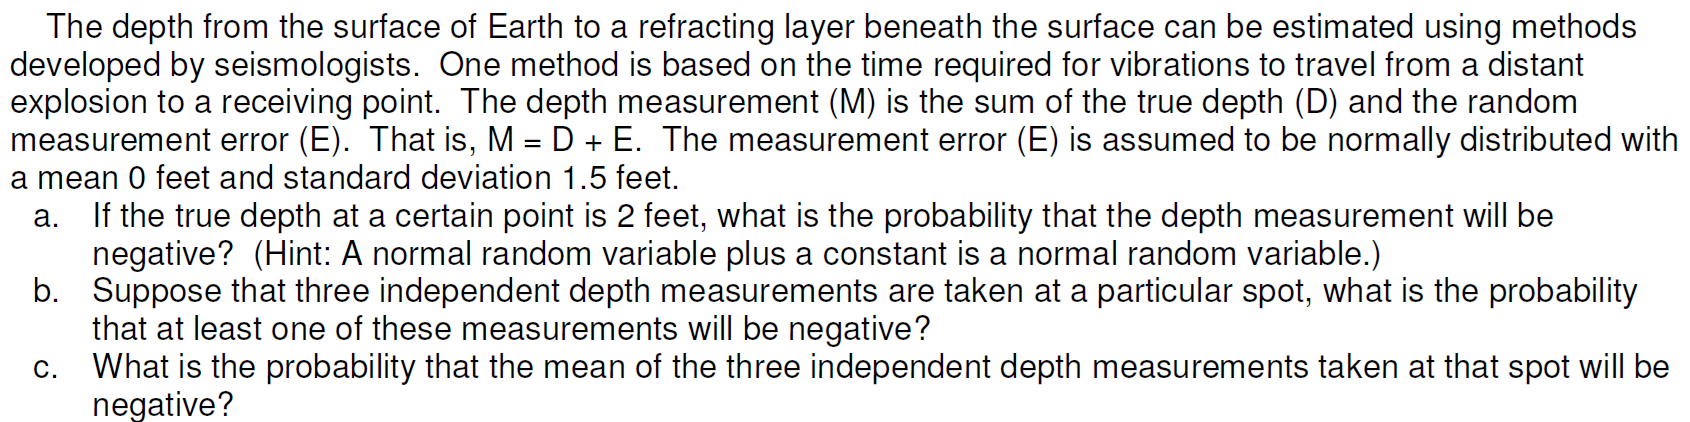 The depth from the surface of Earth to a refracting layer beneath the surface can be estimated using methods
developed by seismologists.  One method is based on the time required for vibrations to travel from a distant
explosion to a receiving point.  The depth measurement (M) is the sum of the true depth (D) and the random
measurement error (E).  That is, M = D + E.  The measurement error (E) is assumed to be normally distributed with
a mean 0 feet and standard deviation 1.5 feet.
a. If the true depth at a certain point is 2 feet, what is the probability that the depth measurement will be
negative?  (Hint: A normal random variable plus a constant is a normal random variable.)
b. Suppose that three independent depth measurements are taken at a particular spot, what is the probability
that at least one of these measurements will be negative?
c. What is the probability that the mean of the three independent depth measurements taken at that spot will be
negative?